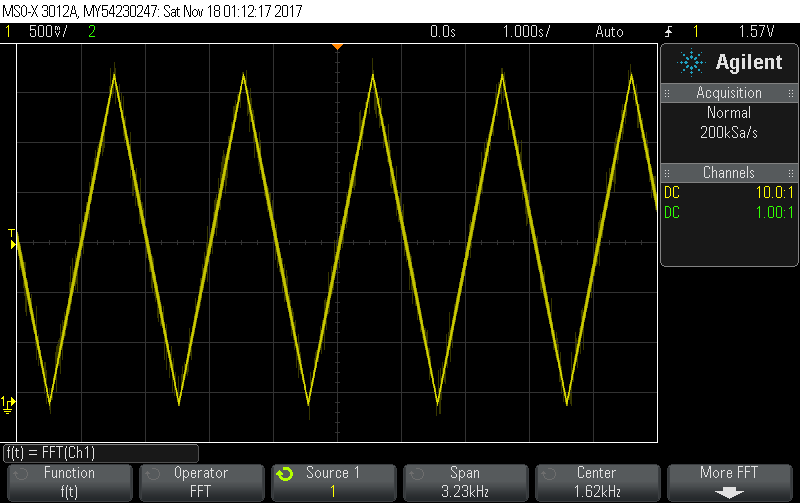 MSO-X 3012A, MY54230247: Sat Nov 18 01:12:17 2017
1 500mV/ 2 0.0s 1.000s/ Auto 1 1.57V
Agilent
Acquisition
Normal
200kSa/s
Channels
DC 10.0:1
DC 1.00:1
T
1
f(t) = FFT(Ch1)
Function Operator Source 1 Span Center More FFT
f(t) FFT 1 3.23kHz 1.62kHz